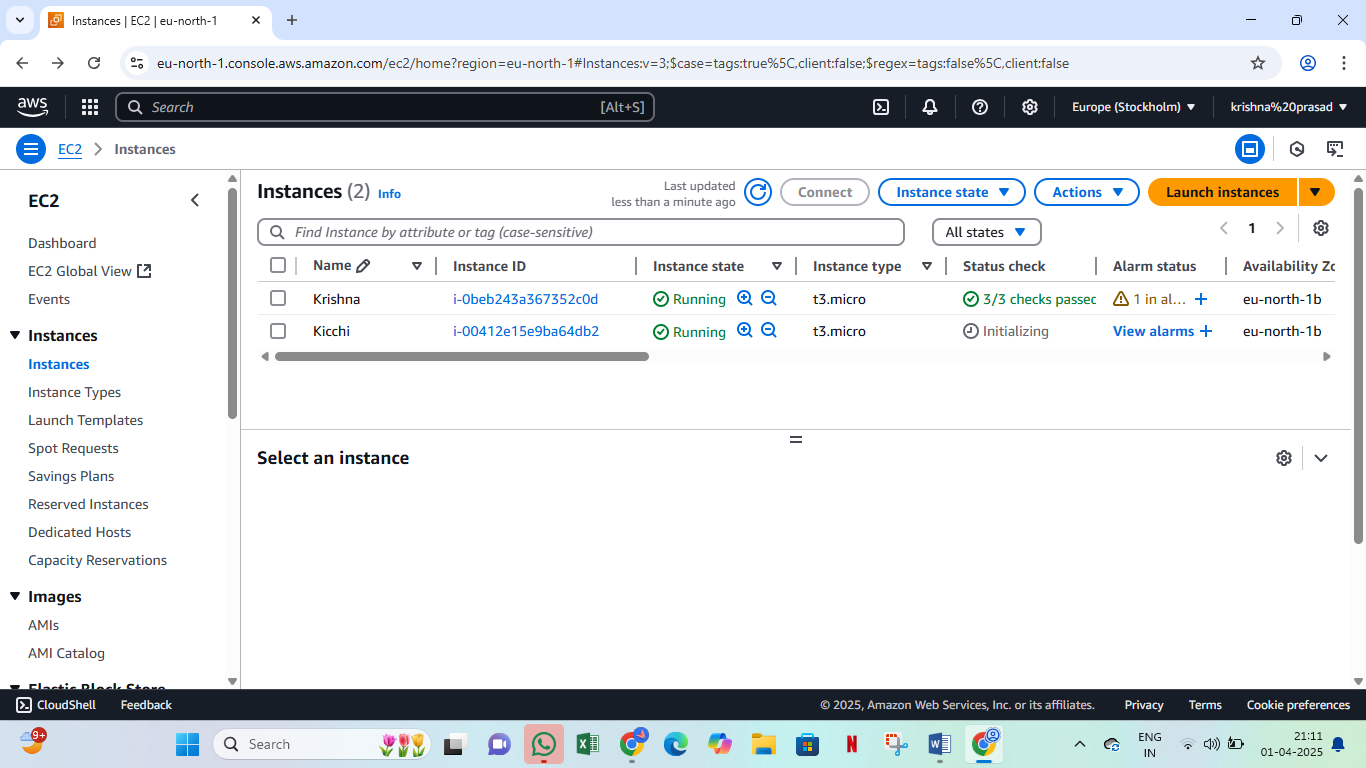 Instances | EC2 | eu-north-1
eu-north-1.console.aws.amazon.com/ec2/home?region=eu-north-1#Instances:v=3;$case=tags:true%5C,client:false;$regex=tags:false%5C,client:false
aws
Search [Alt+S]
Europe (Stockholm)
krishna%20prasad
EC2 Instances
EC2
Dashboard
EC2 Global View
Events
Instances
Instances
Instance Types
Launch Templates
Spot Requests
Savings Plans
Reserved Instances
Dedicated Hosts
Capacity Reservations
Images
AMIs
AMI Catalog
Elastic Block Store
Instances (2) Info
Last updated
less than a minute ago
Connect
Instance state
Actions
Launch instances
Find Instance by attribute or tag (case-sensitive)
All states
1
Name Instance ID Instance state Instance type Status check Alarm status Availability Zo
Krishna i-0beb243a367352c0d Running t3.micro 3/3 checks passec 1 in al... + eu-north-1b
Kicchi i-00412e15e9ba64db2 Running t3.micro Initializing View alarms + eu-north-1b
Select an instance
CloudShell Feedback © 2025, Amazon Web Services, Inc. or its affiliates. Privacy Terms Cookie preferences
9+
Search
ENG
IN
21:11
01-04-2025